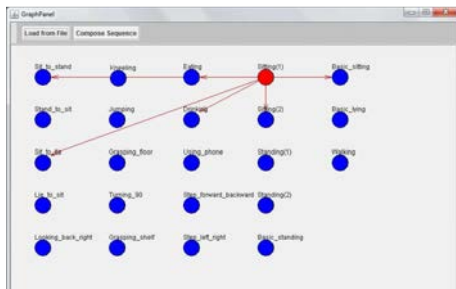 GraphPanel
Load from File Compose Sequence
Sit_to_stand Kneeling Eating Sitting(1) Basic_sitting
Stand_to_sit Jumping Drinking Sitting(2) Basic_lying
Sit_to_lie Grasping_floor Using_phone Standing(1) Walking
Lie_to_sit Turning_90 Step_forward_backward Standing(2)
Looking_back_right Grasping_shelf Step_left_right Basic_standing